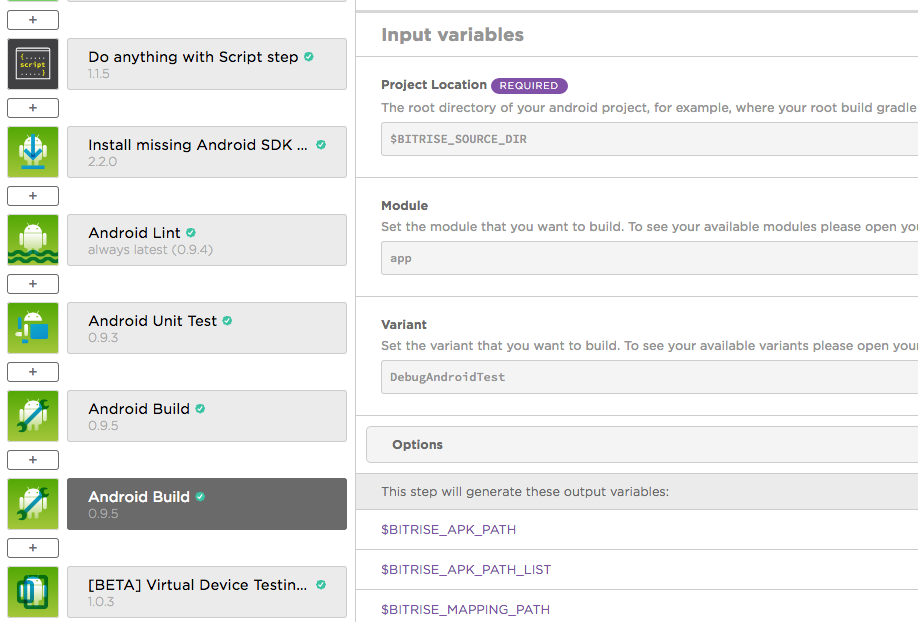 +
{.....
script
.....}
Do anything with Script step
1.1.5
+
Install missing Android SDK ...
2.2.0
+
Android Lint
always latest (0.9.4)
+
Android Unit Test
0.9.3
+
Android Build
0.9.5
+
Android Build
0.9.5
+
[BETA] Virtual Device Testin...
1.0.3
Input variables
Project Location REQUIRED
The root directory of your android project, for example, where your root build gradle
$BITRISE_SOURCE_DIR
Module
Set the module that you want to build. To see your available modules please open you
app
Variant
Set the variant that you want to build. To see your available variants please open your
DebugAndroidTest
Options
This step will generate these output variables:
$BITRISE_APK_PATH
$BITRISE_APK_PATH_LIST
$BITRISE_MAPPING_PATH